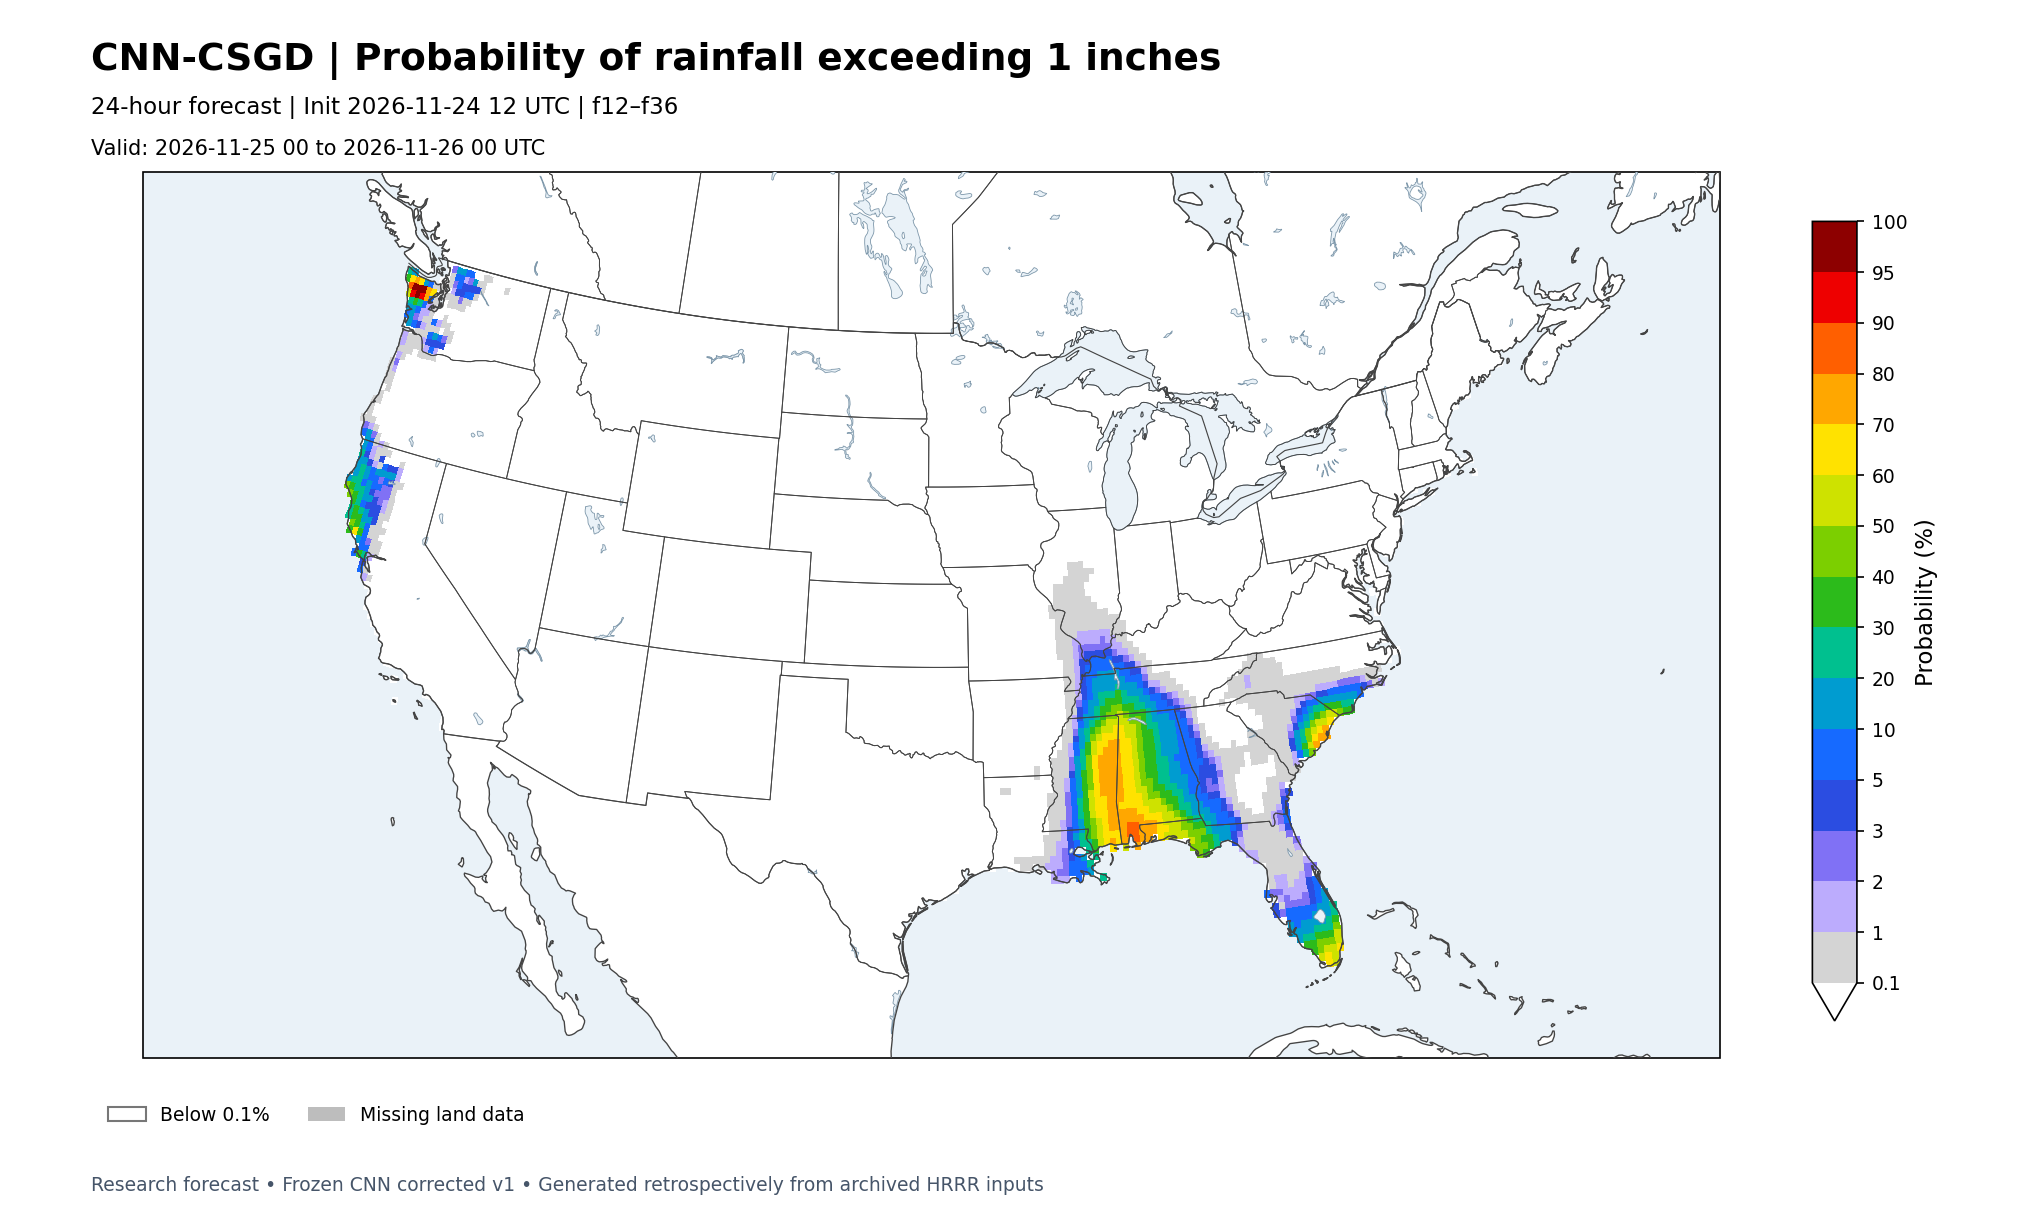 CNN-CSGD | Probability of rainfall exceeding 1 inches
24-hour forecast | Init 2026-11-24 12 UTC | f12–f36
Valid: 2026-11-25 00 to 2026-11-26 00 UTC
100
95
90
80
70
60
50
40
30
20
10
5
3
2
1
0.1
Probability (%)
Below 0.1%
Missing land data
Research forecast • Frozen CNN corrected v1 • Generated retrospectively from archived HRRR inputs